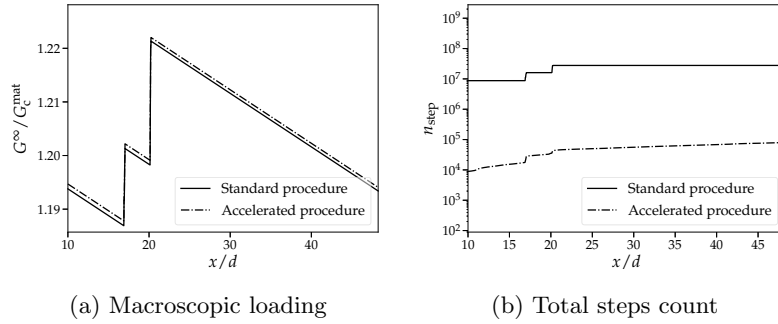 1.22
1.21
1.20
1.19
G^∞/G_c^mat
10
20
30
40
x/d
Standard procedure
Accelerated procedure
(a) Macroscopic loading
10^9
10^8
10^7
10^6
10^5
10^4
10^3
10^2
n_step
10
15
20
25
30
35
40
45
x/d
Standard procedure
Accelerated procedure
(b) Total steps count